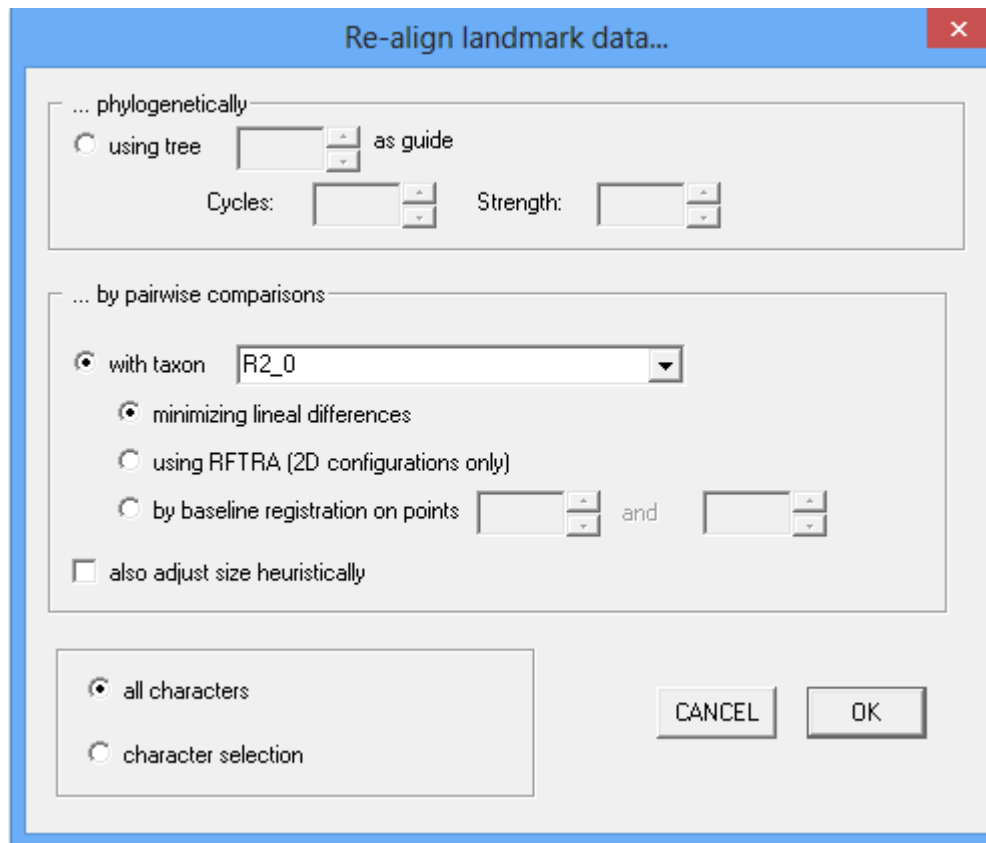 Re-align landmark data...
... phylogenetically
using tree as guide
Cycles: Strength:
... by pairwise comparisons
with taxon R2_0
minimizing lineal differences
using RFTRA (2D configurations only)
by baseline registration on points and
also adjust size heuristically
all characters
CANCEL OK
character selection